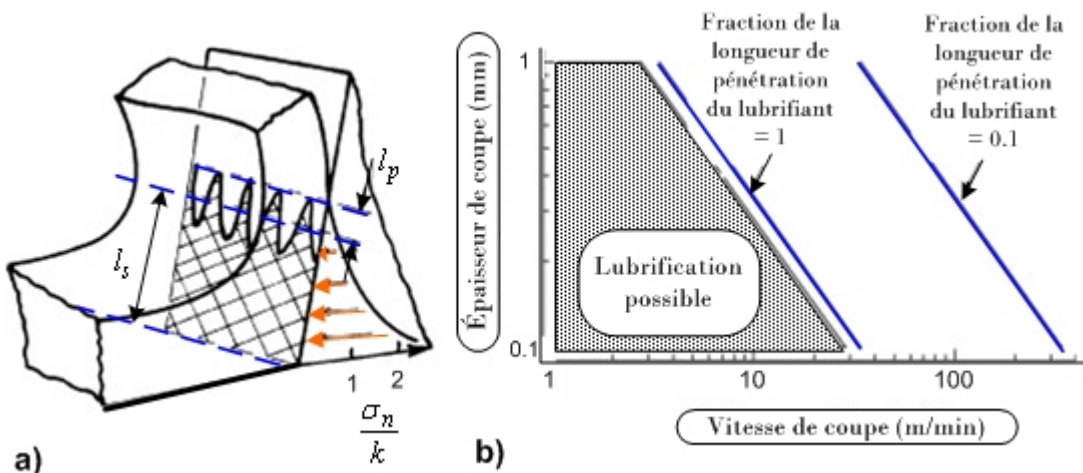 l_p
l_s
1
2
σ_n
k
a)
Épaisseur de coupe (mm)
Fraction de la
longueur de
pénétration
du lubrifiant
= 1
Fraction de la
longueur de
pénétration
du lubrifiant
= 0.1
1
0.1
Lubrification
possible
1
10
100
Vitesse de coupe (m/min)
b)